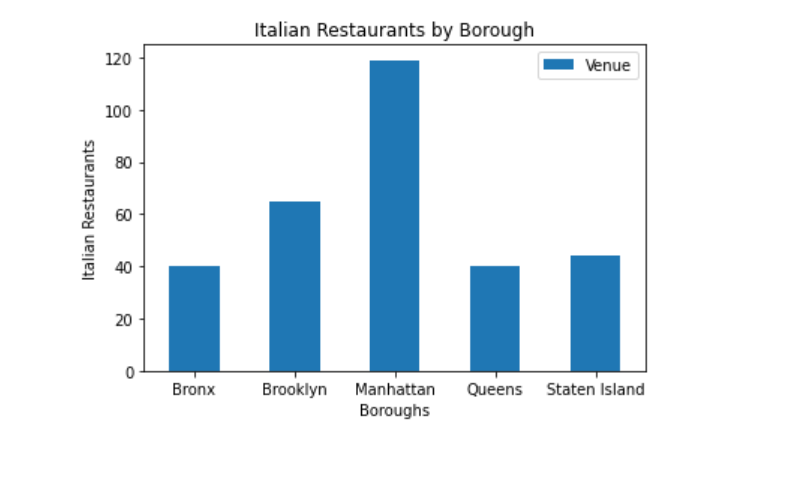 Italian Restaurants by Borough
Venue
120
100
80
60
40
20
0
Italian Restaurants
Bronx Brooklyn Manhattan Queens Staten Island
Boroughs